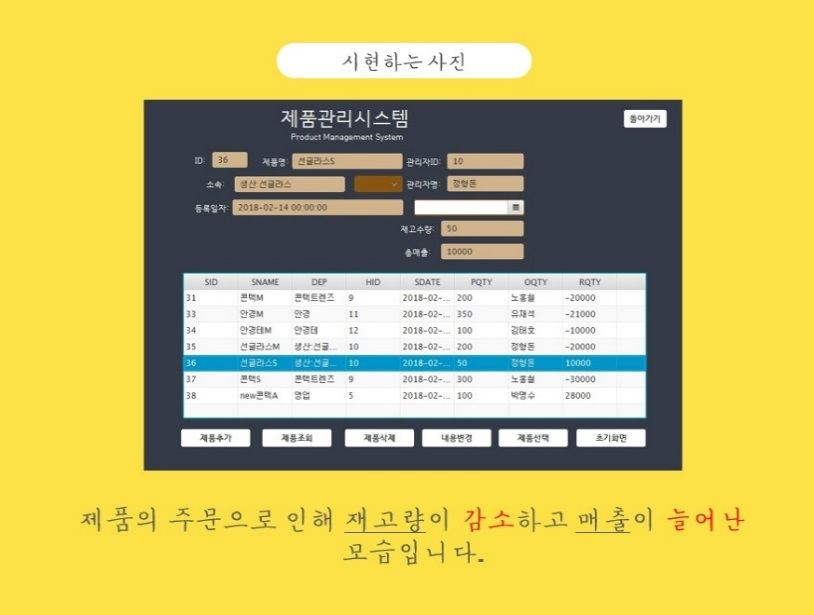 시현하는 사진
제품관리시스템
돌아가기
Product Management System
ID: 36 제품명: 선글라스S 관리자ID: 10
소속: 생산:선글라스 관리자명: 정형돈
등록일자: 2018-02-14 00:00:00
재고수량: 50
총매출: 10000
SID SNAME DEP HID SDATE PQTY OQTY RQTY
31 콘택M 콘택트렌즈 9 2018-02-... 200 노홍철 -20000
33 안경M 안경 11 2018-02-... 350 유재석 -21000
34 안경테M 안경테 12 2018-02-... 100 김태호 -10000
35 선글라스M 생산:선글... 10 2018-02-... 200 정형돈 -20000
36 선글라스S 생산:선글... 10 2018-02-... 50 정형돈 10000
37 콘택S 콘택트렌즈 9 2018-02-... 300 노홍철 -30000
38 new콘택A 영업 5 2018-02-... 100 박명수 28000
제품추가 제품조회 제품삭제 내용변경 제품선택 초기화면
제품의 주문으로 인해 재고량이 감소하고 매출이 늘어난
모습입니다.